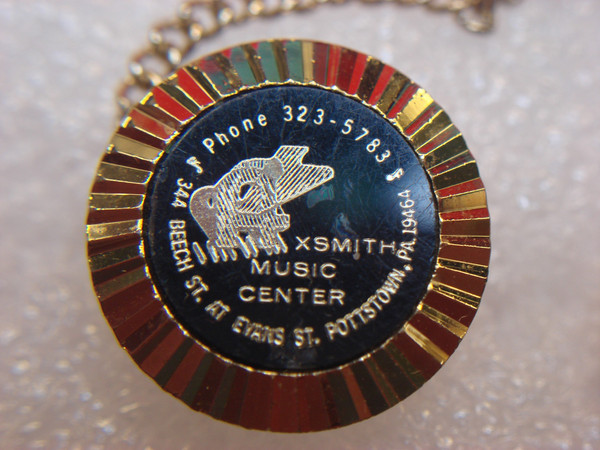 Phone 323-5783
XSMITH
MUSIC
CENTER
344 BEECH ST. AT EVANS ST. POTTSTOWN, PA.19464